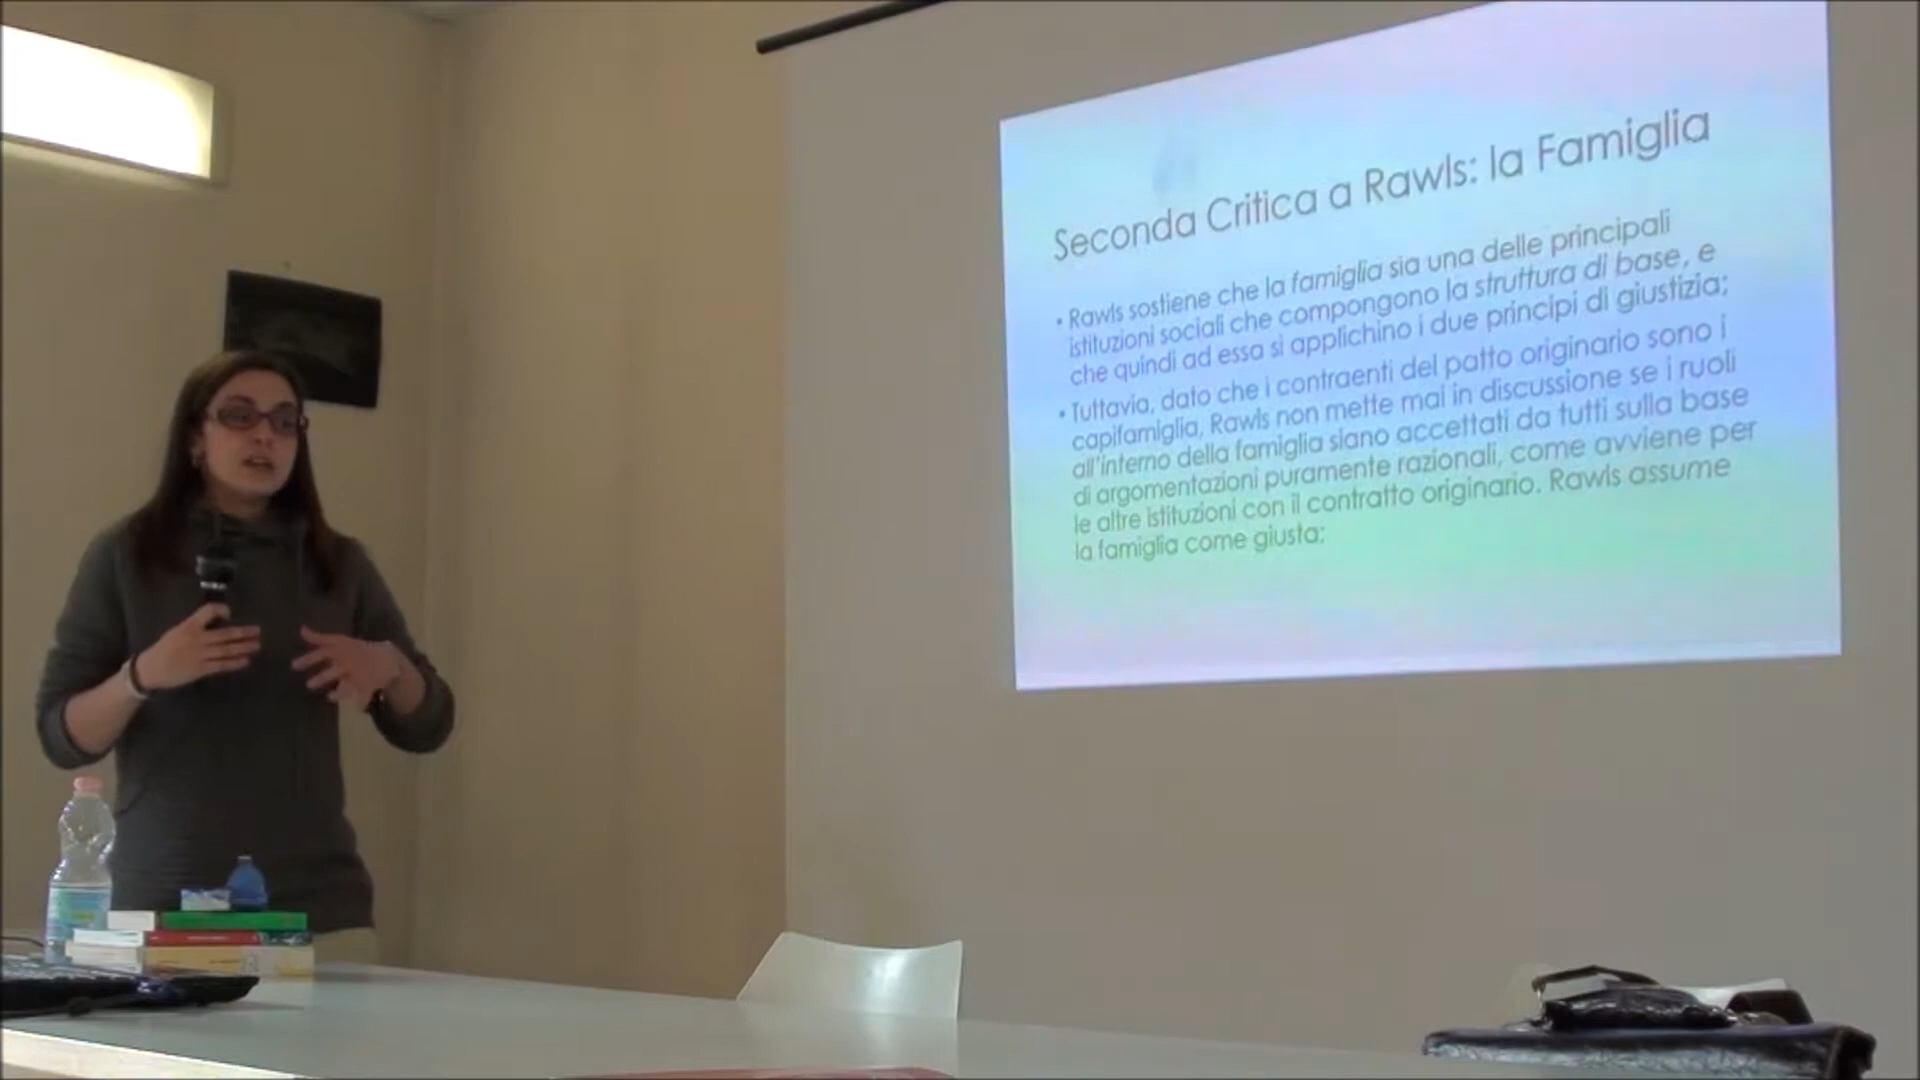 Seconda Critica a Rawls: la Famiglia
• Rawls sostiene che la famiglia sia una delle principali
istituzioni sociali che compongono la struttura di base, e
che quindi ad essa si applichino i due principi di giustizia;
• Tuttavia, dato che i contraenti del patto originario sono i
capifamiglia, Rawls non mette mai in discussione se i ruoli
all'interno della famiglia siano accettati da tutti sulla base
di argomentazioni puramente razionali, come avviene per
le altre istituzioni con il contratto originario. Rawls assume
la famiglia come giusta;